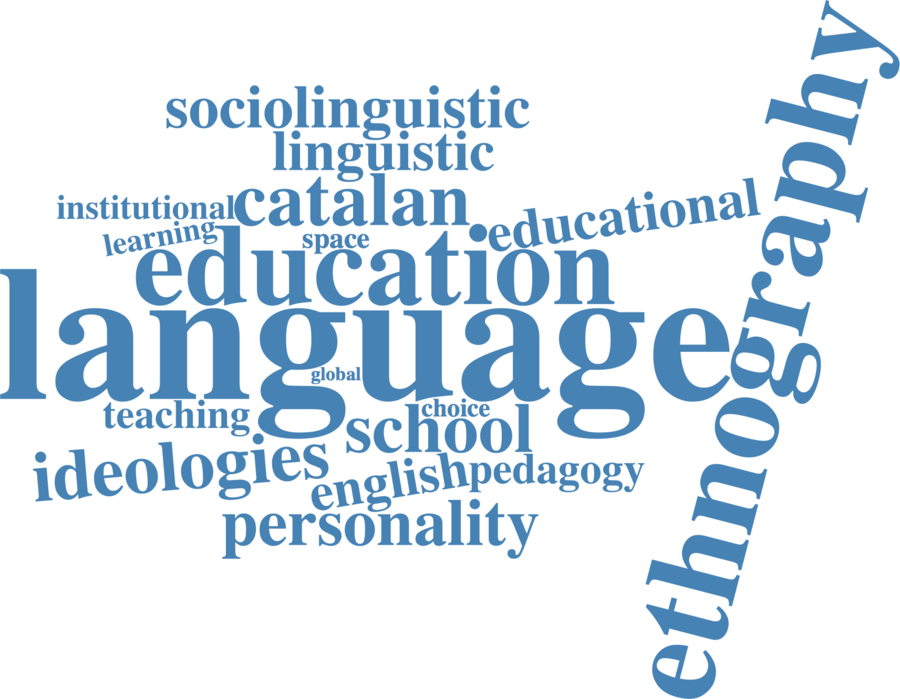 sociolinguistic
linguistic
institutional
catalan
educational
learning
space
education
language
global
teaching
choice
school
ideologies
english
pedagogy
personality
ethnography